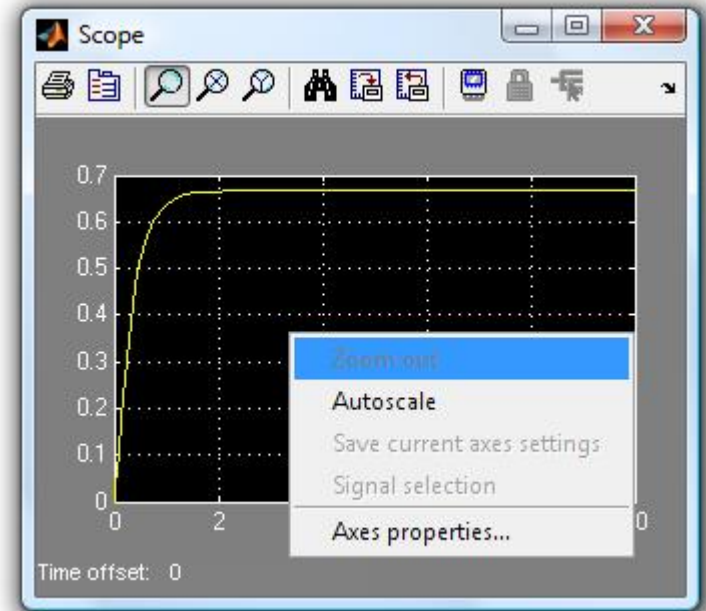 Scope
0.7
0.6
0.5
0.4
0.3
0.2
0.1
0
Zoom out
Autoscale
Save current axes settings
Signal selection
Axes properties...
0 2 0
Time offset: 0